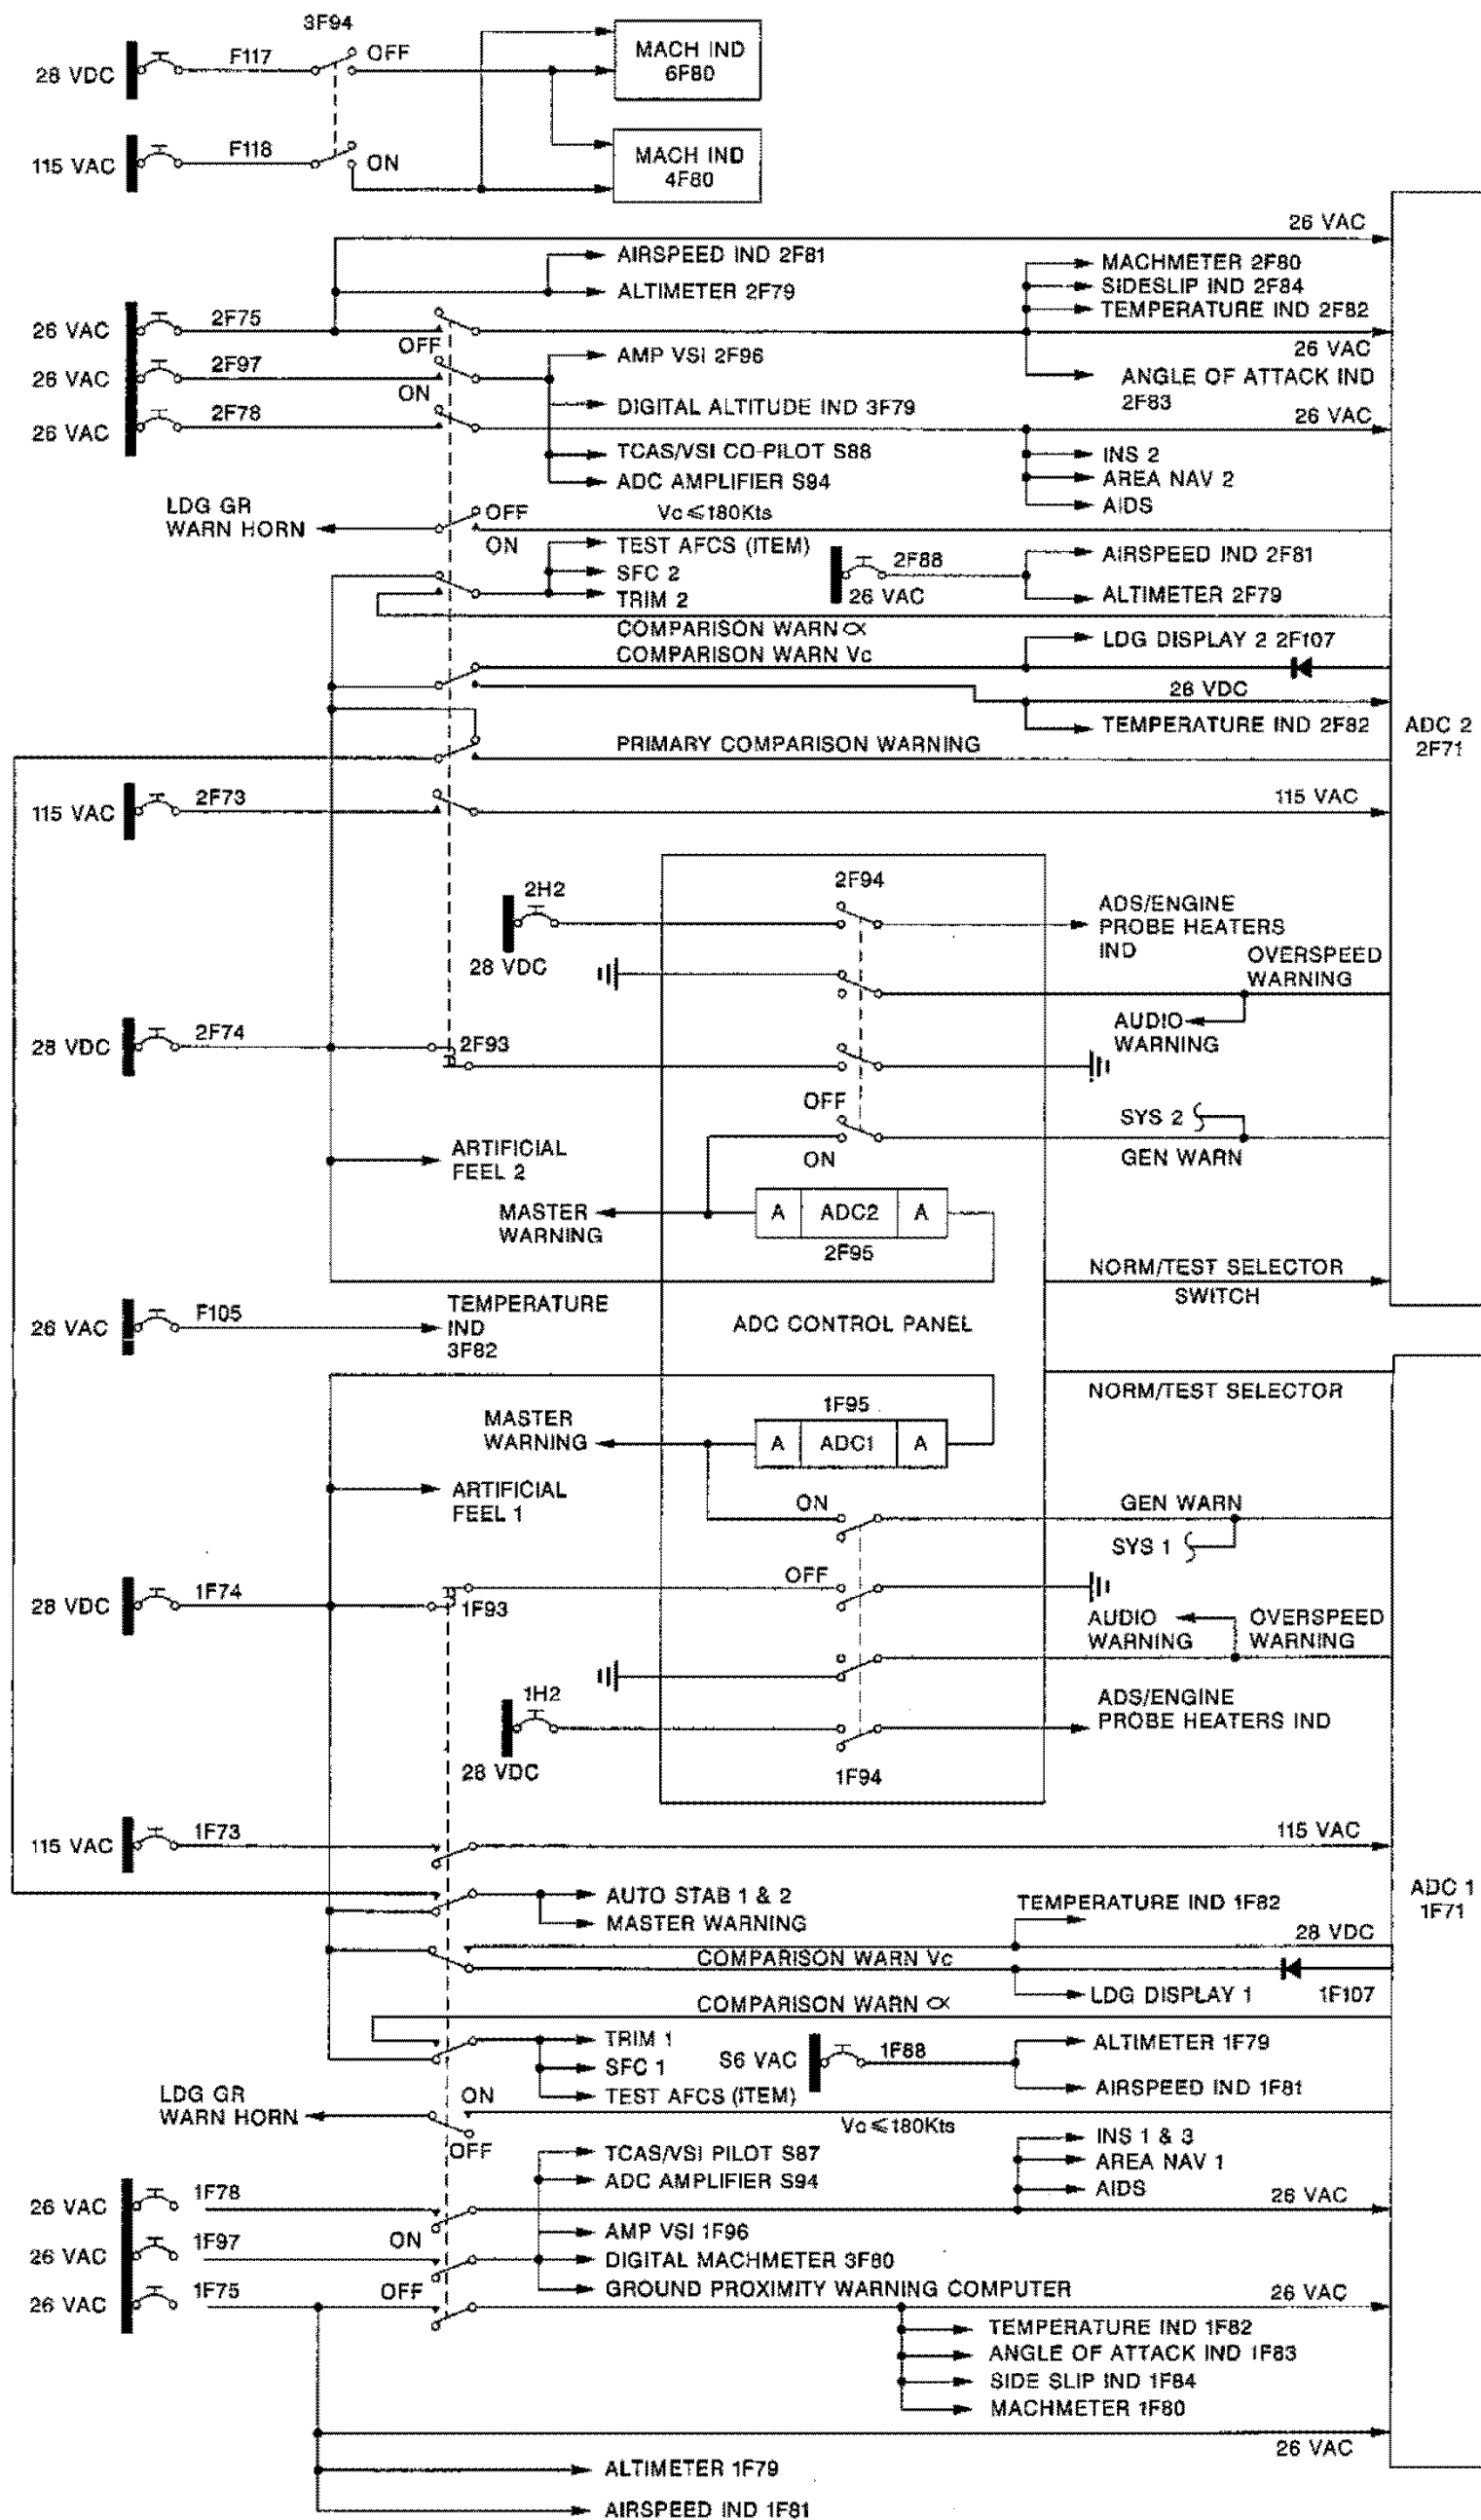 3F94
28 VDC
F117
OFF
MACH IND
6F80
115 VAC
F118
ON
MACH IND
4F80
26 VAC
AIRSPEED IND 2F81
ALTIMETER 2F79
MACHMETER 2F80
SIDESLIP IND 2F84
TEMPERATURE IND 2F82
26 VAC
2F75
OFF
26 VAC
26 VAC
2F97
ON
AMP VSI 2F96
ANGLE OF ATTACK IND
2F83
DIGITAL ALTITUDE IND 3F79
26 VAC
2F78
26 VAC
TCAS/VSI CO-PILOT S88
ADC AMPLIFIER S94
INS 2
AREA NAV 2
AIDS
LDG GR
WARN HORN
OFF
ON
Vc ≤ 180Kts
TEST AFCS (ITEM)
SFC 2
TRIM 2
2F88
26 VAC
AIRSPEED IND 2F81
ALTIMETER 2F79
COMPARISON WARN ∝
COMPARISON WARN Vc
LDG DISPLAY 2 2F107
28 VDC
TEMPERATURE IND 2F82
ADC 2
2F71
PRIMARY COMPARISON WARNING
115 VAC
2F73
115 VAC
2F94
2H2
28 VDC
ADS/ENGINE
PROBE HEATERS
IND
OVERSPEED
WARNING
AUDIO
WARNING
28 VDC
2F74
2F93
OFF
ON
SYS 2
GEN WARN
ARTIFICIAL
FEEL 2
MASTER
WARNING
A ADC2 A
2F95
NORM/TEST SELECTOR
SWITCH
26 VAC
F105
TEMPERATURE
IND
3F82
ADC CONTROL PANEL
NORM/TEST SELECTOR
1F95
MASTER
WARNING
A ADC1 A
ARTIFICIAL
FEEL 1
ON
GEN WARN
SYS 1
28 VDC
1F74
1F93
OFF
AUDIO
WARNING
OVERSPEED
WARNING
1H2
28 VDC
ADS/ENGINE
PROBE HEATERS IND
1F94
115 VAC
1F73
115 VAC
AUTO STAB 1 & 2
MASTER WARNING
TEMPERATURE IND 1F82
ADC 1
1F71
28 VDC
COMPARISON WARN Vc
LDG DISPLAY 1
1F107
COMPARISON WARN ∝
TRIM 1
SFC 1
TEST AFCS (ITEM)
S6 VAC
1F88
ALTIMETER 1F79
AIRSPEED IND 1F81
LDG GR
WARN HORN
ON
OFF
Vc ≤ 180Kts
TCAS/VSI PILOT S87
ADC AMPLIFIER S94
INS 1 & 3
AREA NAV 1
AIDS
26 VAC
1F78
ON
26 VAC
26 VAC
1F97
AMP VSI 1F96
DIGITAL MACHMETER 3F80
GROUND PROXIMITY WARNING COMPUTER
26 VAC
1F75
OFF
26 VAC
TEMPERATURE IND 1F82
ANGLE OF ATTACK IND 1F83
SIDE SLIP IND 1F84
MACHMETER 1F80
26 VAC
ALTIMETER 1F79
AIRSPEED IND 1F81